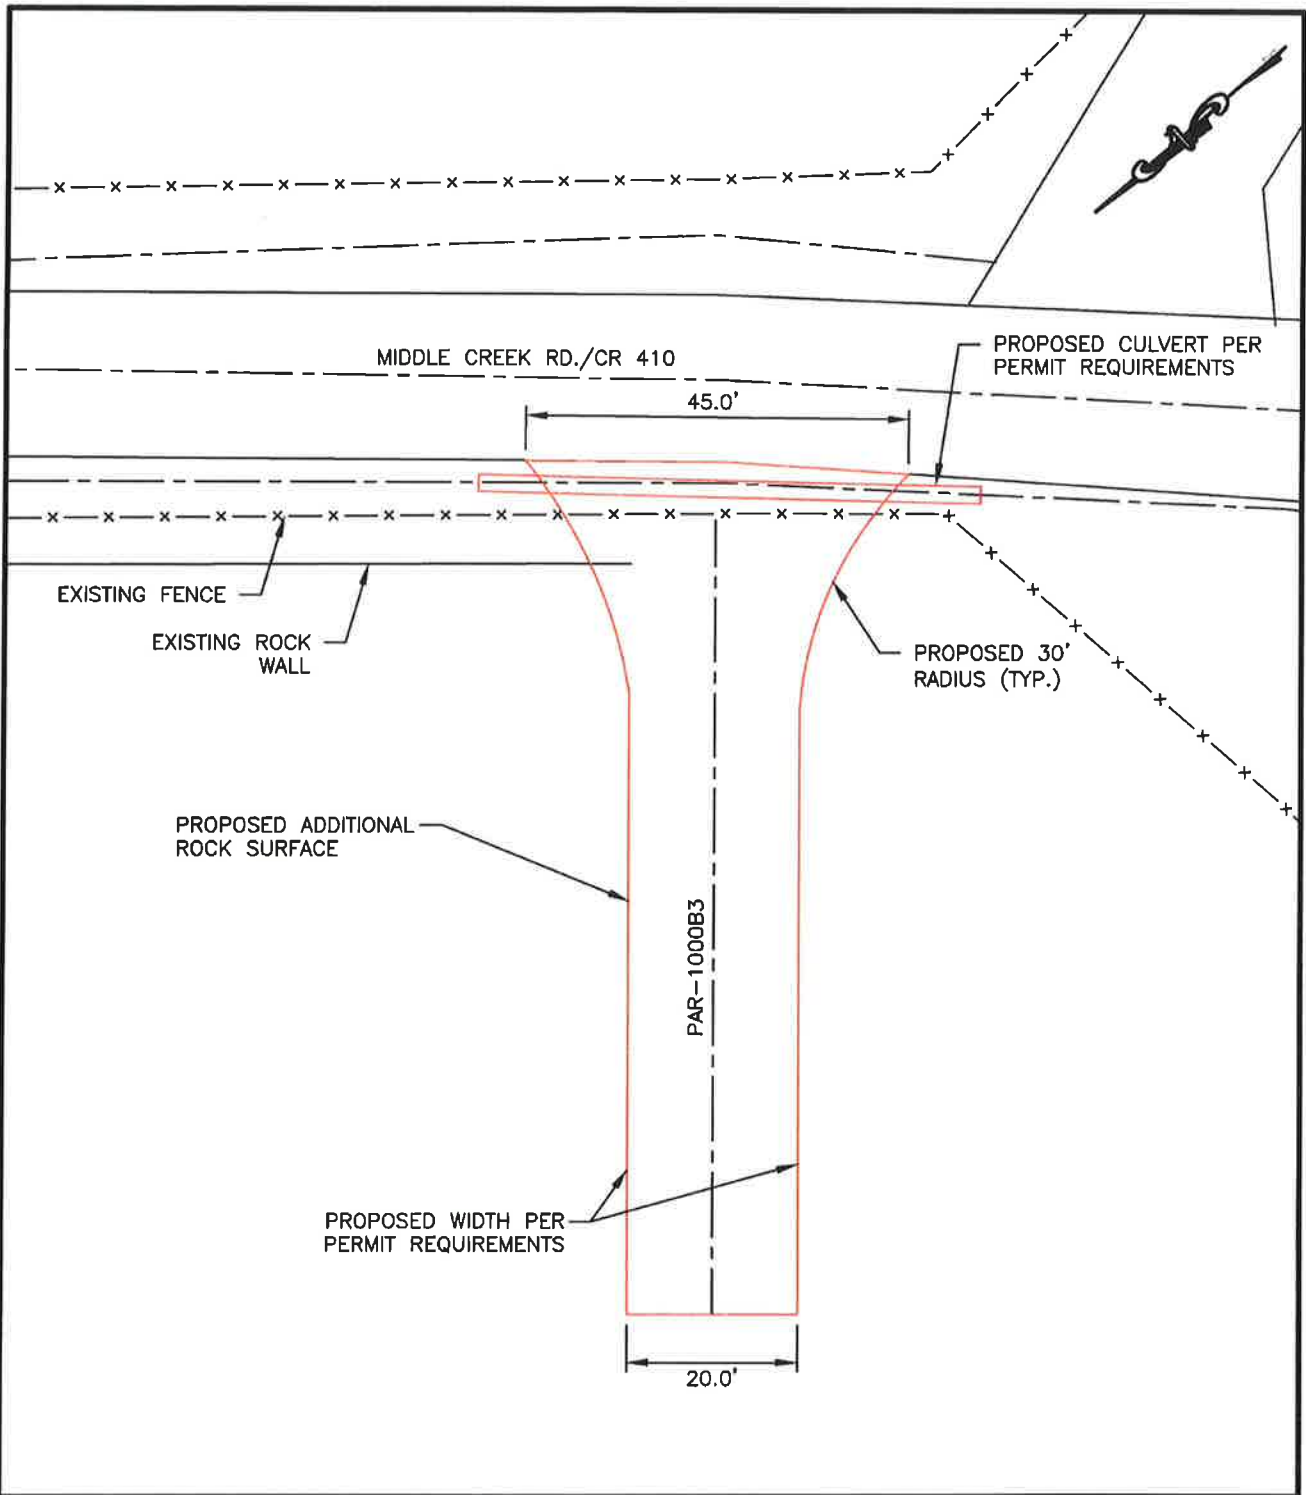 MIDDLE CREEK RD./CR 410
PROPOSED CULVERT PER
PERMIT REQUIREMENTS
45.0'
EXISTING FENCE
EXISTING ROCK
WALL
PROPOSED 30'
RADIUS (TYP.)
PROPOSED ADDITIONAL
ROCK SURFACE
PAR-1000B3
PROPOSED WIDTH PER
PERMIT REQUIREMENTS
20.0'